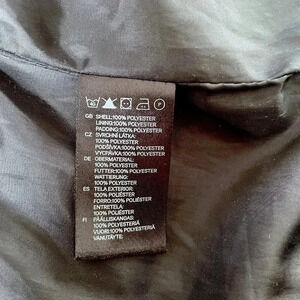 GB SHELL:100% POLYESTER
LINING:100% POLYESTER
PADDING:100% POLYESTER
CZ SVRCHNÍ LÁTKA:
100% POLYESTER
PODŠÍVKA:100% POLYESTER
VÝCPÁVKA:100% POLYESTER
DE OBERMATERIAL:
100% POLYESTER
FUTTER:100% POLYESTER
WATTIERUNG:
100% POLYESTER
ES TELA EXTERIOR:
100% POLIÉSTER
FORRO:100% POLIÉSTER
ENTRETELA:
100% POLIÉSTER
FI PÄÄLLISKANGAS:
100% POLYESTERIÄ
VUORI:100% POLYESTERIÄ
VANUTÄYTE: